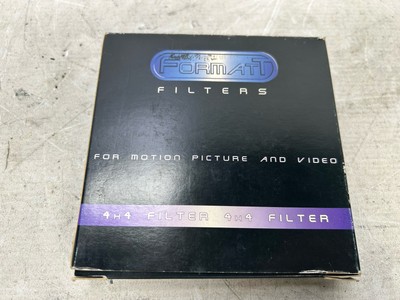 FORMATT
FILTERS
FOR MOTION PICTURE AND VIDEO
4x4 FILTER 4x4 FILTER